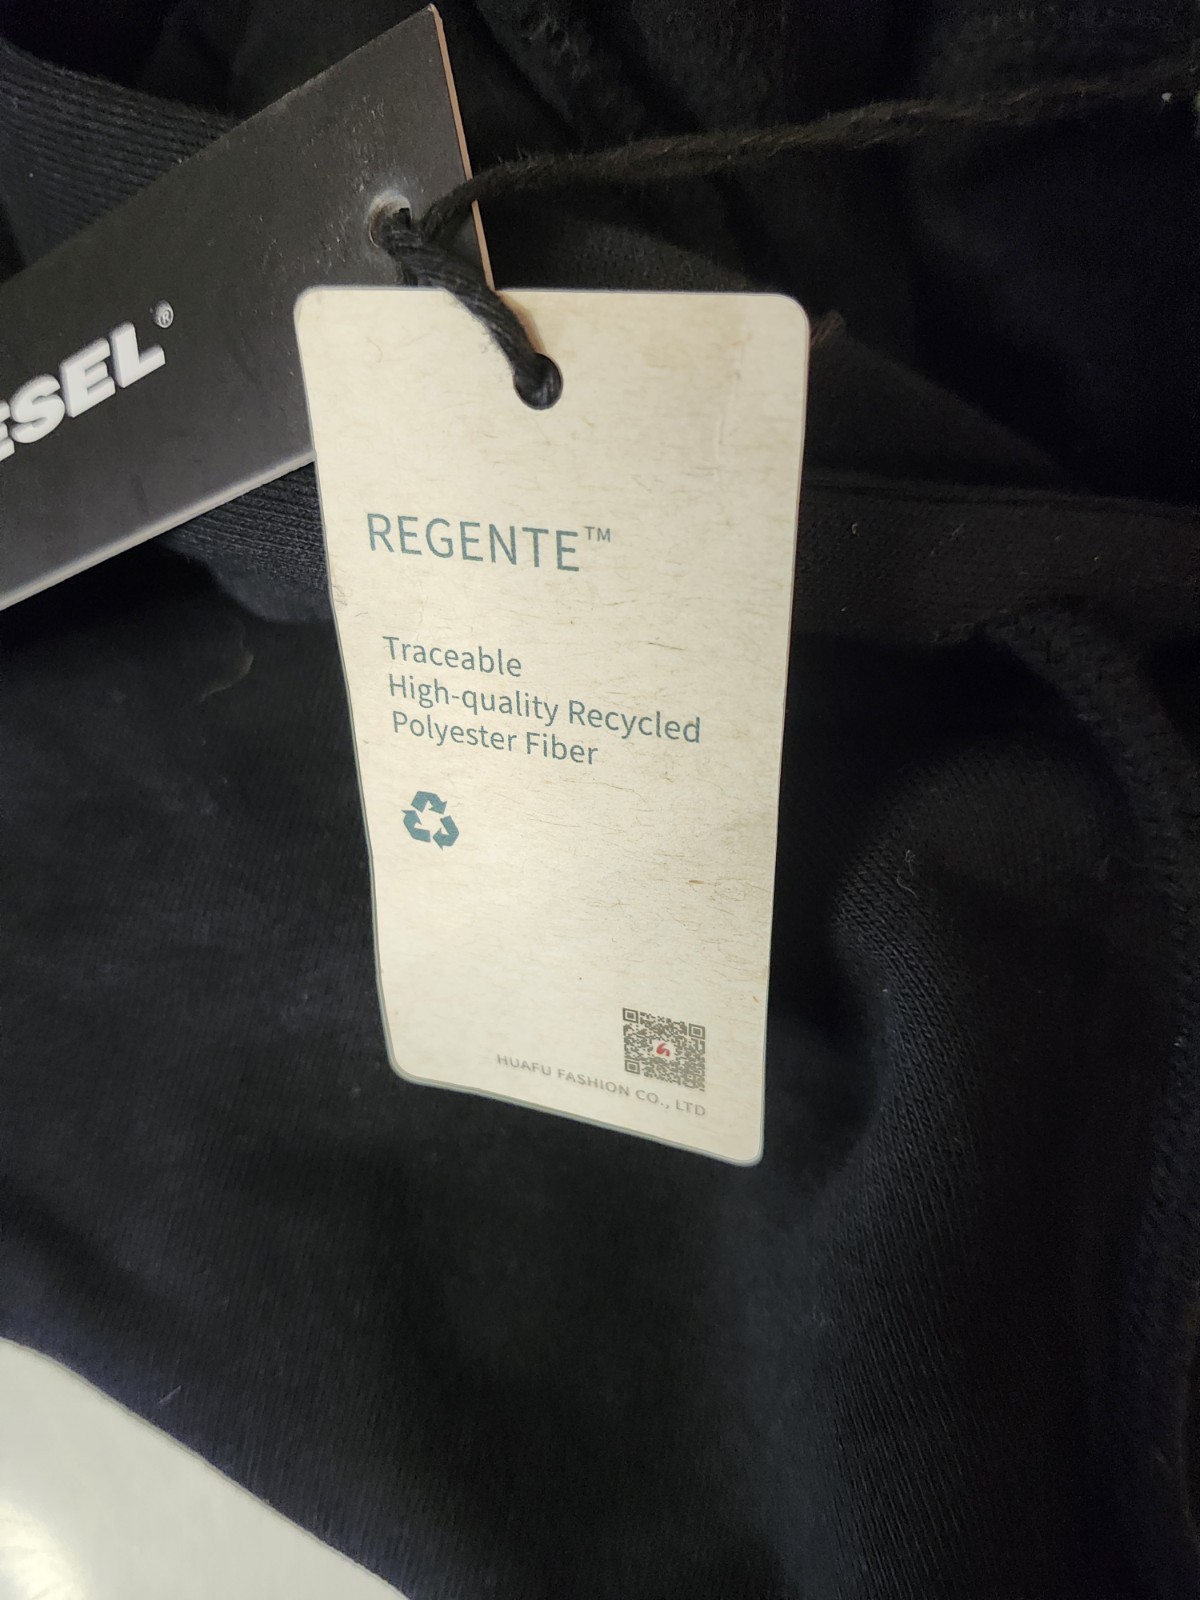 ESEL®
REGENTE™
Traceable
High-quality Recycled
Polyester Fiber
HUAFU FASHION CO., LTD